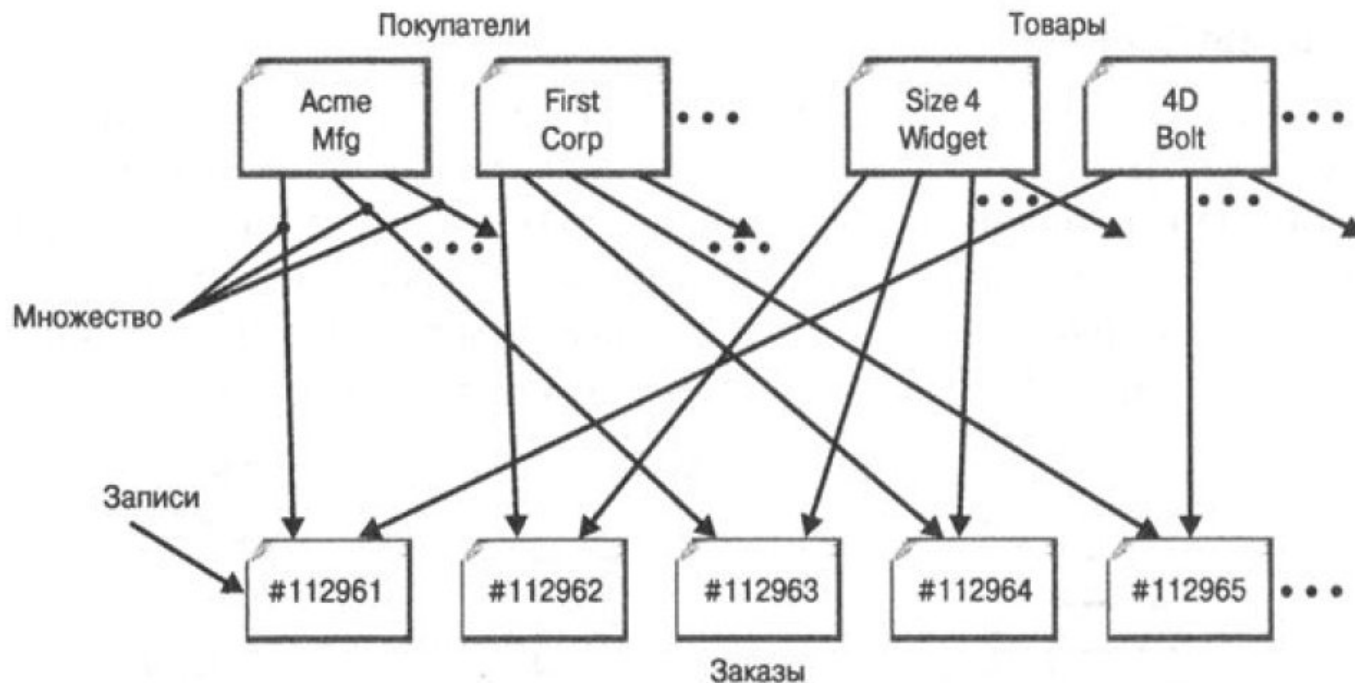 Покупатели
Товары
Acme
Mfg
First
Corp
Size 4
Widget
4D
Bolt
Множество
Записи
#112961
#112962
#112963
#112964
#112965
Заказы